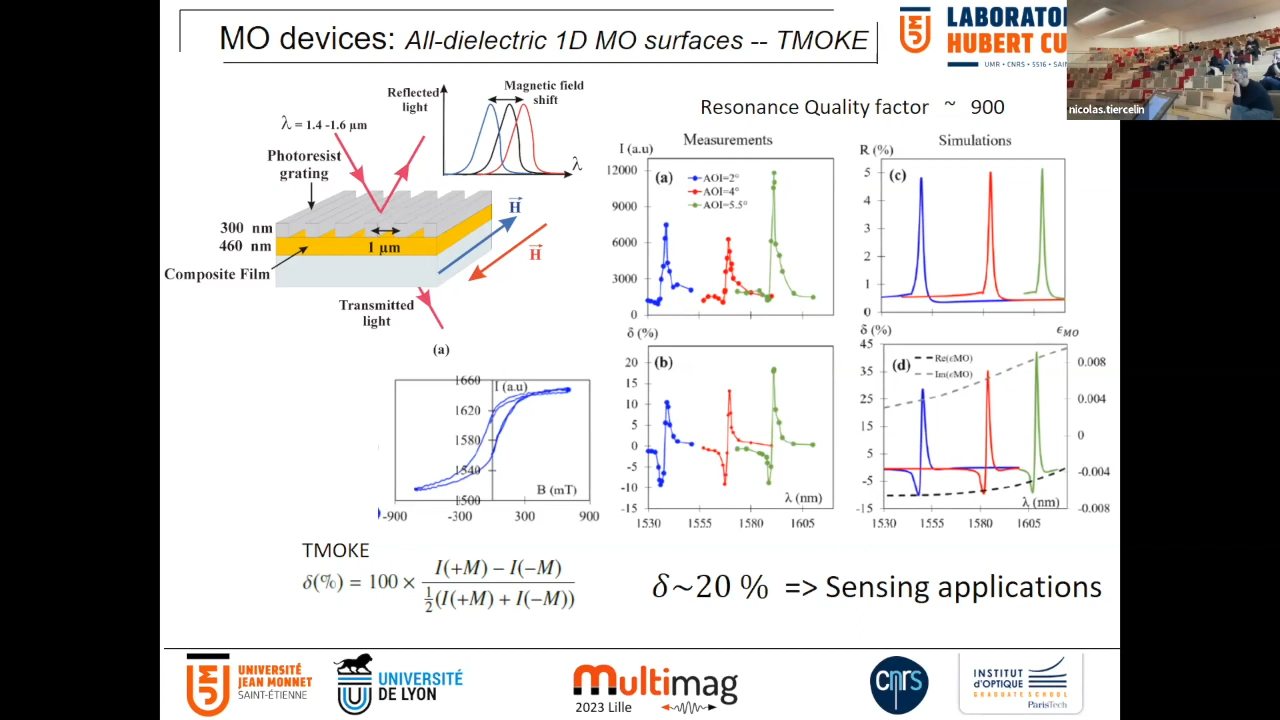 MO devices: All-dielectric 1D MO surfaces -- TMOKE
LABORATO
HUBERT CU
UMR • CNRS • 5516 • SAI
nicolas.tiercelin
Reflected
light
Magnetic field
shift
λ
λ = 1.4 -1.6 µm
Photoresist
grating
300 nm
460 nm
1 µm
Composite Film
H
H
Transmitted
light
(a)
Resonance Quality factor ~ 900
Measurements
I (a.u)
12000
9000
6000
3000
0
(a)
AOI=2°
AOI=4°
AOI=5.5°
Simulations
R (%)
5
4
3
2
1
0
(c)
δ (%)
20
15
10
5
0
-5
-10
-15
(b)
λ (nm)
1530
1555
1580
1605
δ (%)
45
35
25
15
5
-5
-15
(d)
Re(εMO)
Im(εMO)
ϵMO
0.008
0.004
0
-0.004
-0.008
λ (nm)
1530
1555
1580
1605
I (a.u)
1660
1620
1580
1540
1500
B (mT)
-900
-300
300
900
TMOKE
δ(%) = 100 × I(+M) − I(−M) / ½(I(+M) + I(−M))
δ~20 % => Sensing applications
UNIVERSITÉ
JEAN MONNET
SAINT-ÉTIENNE
UNIVERSITÉ
DE LYON
multimag
2023 Lille
cnrs
INSTITUT
d'OPTIQUE
GRADUATE SCHOOL
ParisTech